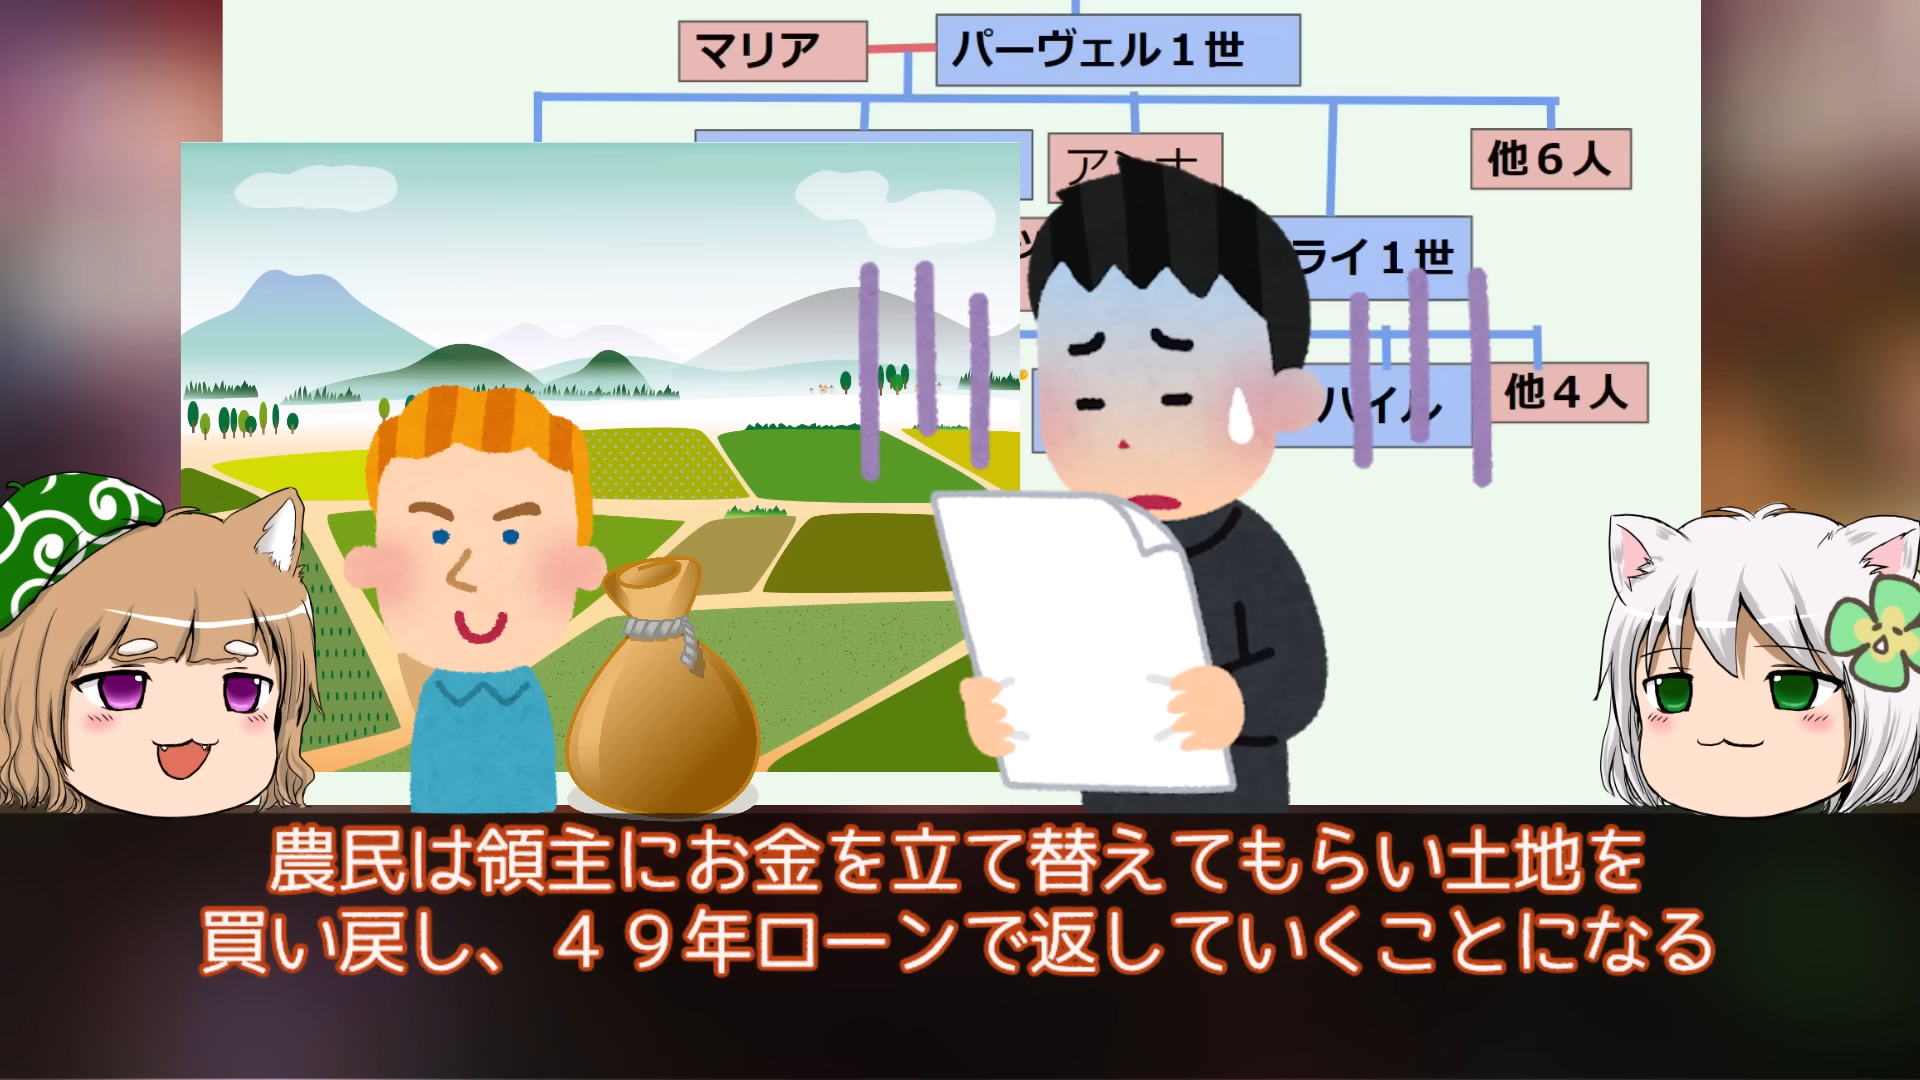 マリア
パーヴェル１世
他６人
ライ１世
ハイル
他４人
農民は領主にお金を立て替えてもらい土地を
買い戻し、４９年ローンで返していくことになる